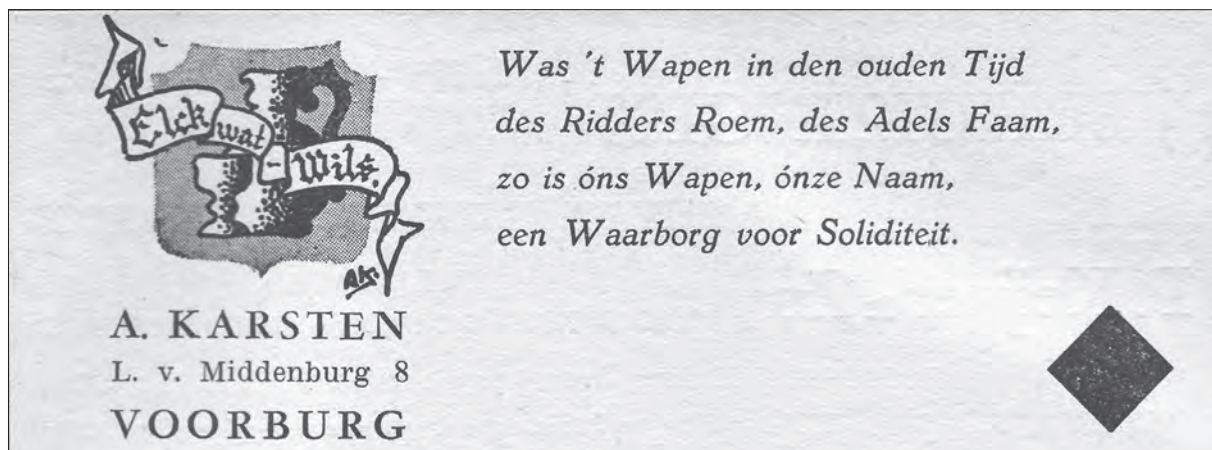 Elck wat - wils.
AK.
A. KARSTEN
L. v. Middenburg 8
VOORBURG
Was 't Wapen in den ouden Tijd
des Ridders Roem, des Adels Faam,
zo is óns Wapen, ónze Naam,
een Waarborg voor Soliditeit.